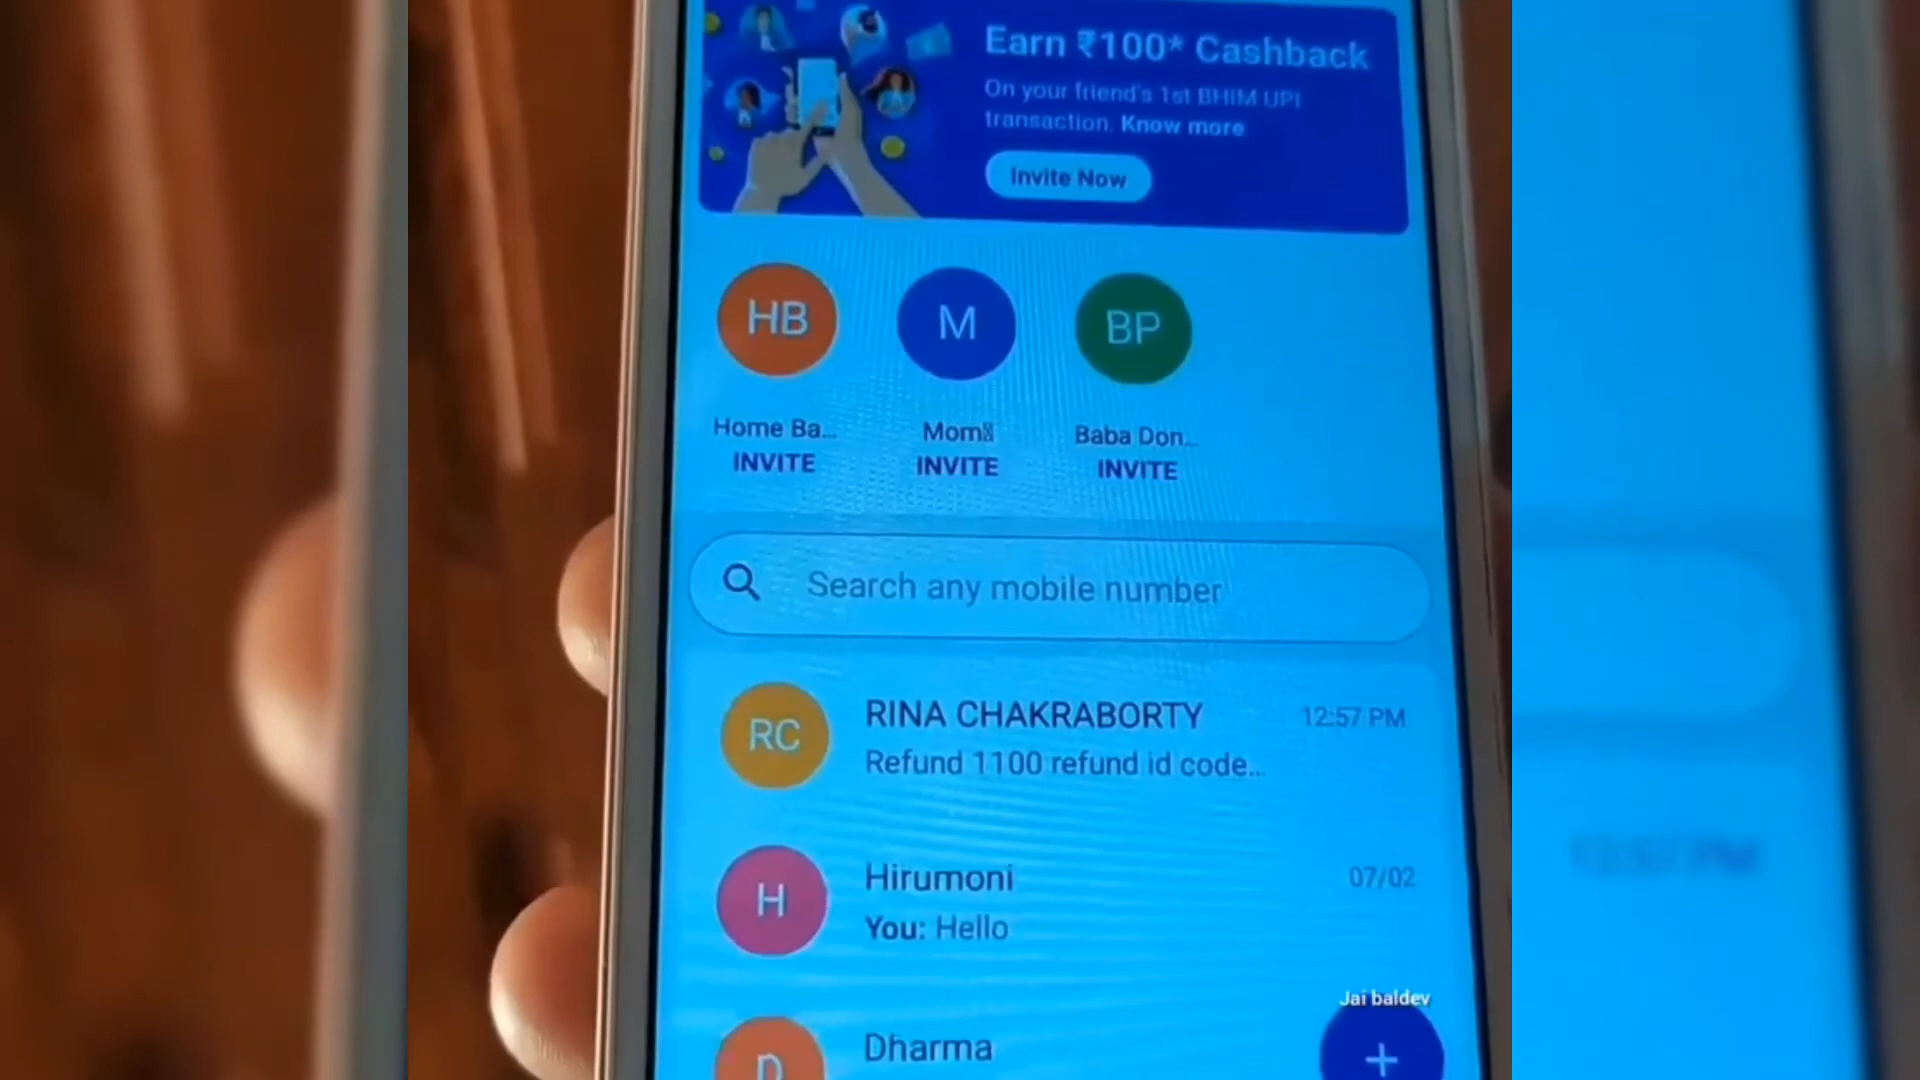 Earn ₹100* Cashback
On your friend's 1st BHIM UPI
transaction. Know more
Invite Now
HB
M
BP
Home Ba...
Mom
Baba Don...
INVITE
INVITE
INVITE
Search any mobile number
RC
RINA CHAKRABORTY
12:57 PM
Refund 1100 refund id code...
H
Hirumoni
07/02
You: Hello
Jai baldev
D
Dharma
+